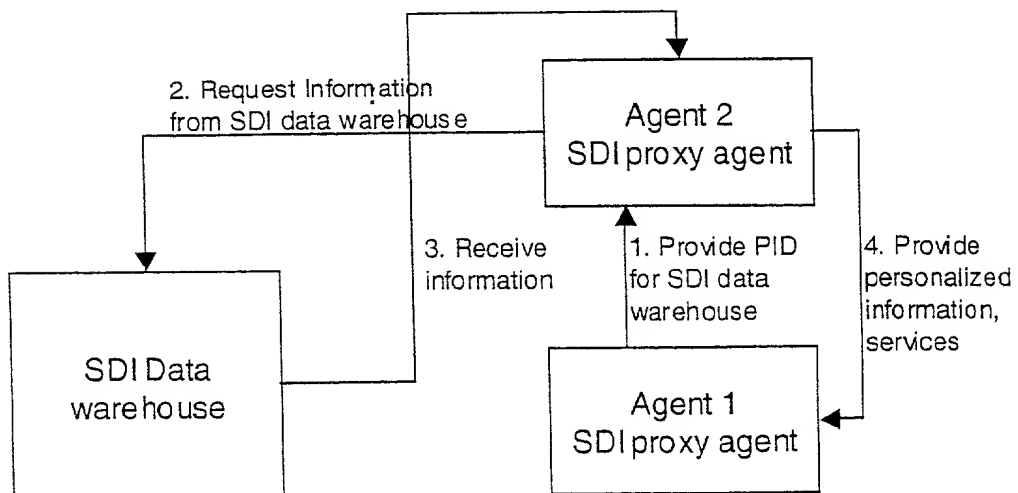 2. Request Information
from SDI data warehouse
Agent 2
SDI proxy agent
3. Receive
information
1. Provide PID
for SDI data
warehouse
4. Provide
personalized
information,
services
SDI Data
warehouse
Agent 1
SDI proxy agent